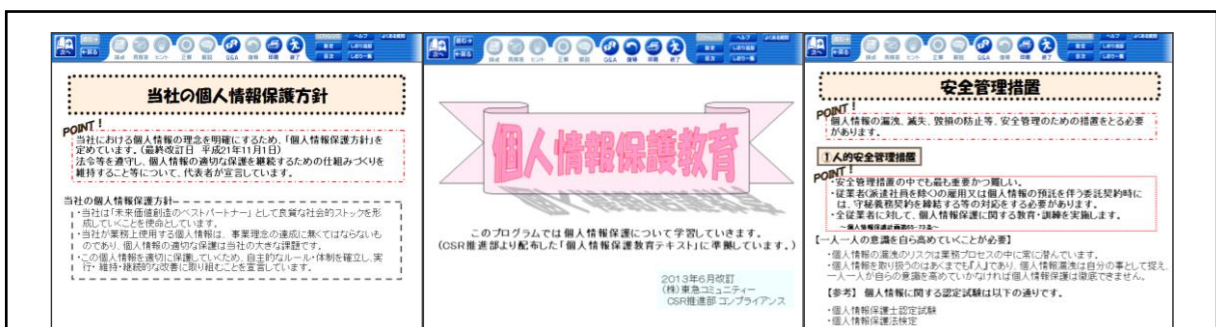 当社の個人情報保護方針
POINT!
当社における個人情報の理念を明確にするため、「個人情報保護方針」を
定めています。(最終改訂日 平成21年11月1日)
法令等を遵守し、個人情報の適切な保護を継続するための仕組みづくりを
維持すること等について、代表者が宣言しています。
当社の個人情報保護方針
・当社は「未来価値創造のベストパートナー」として良質な社会的ストックを形
成していくことを使命としています。
・当社が業務上使用する個人情報は、事業理念の達成に無くてはならないも
のであり、個人情報の適切な保護は当社の大きな課題です。
・この個人情報を適切に保護していくため、自主的なルール・体制を確立し、実
行・維持・継続的な改善に取り組むことを宣言しています。
個人情報保護教育
このプログラムでは個人情報保護について学習していきます。
(CSR推進部より配布した「個人情報保護教育テキスト」に準拠しています。)
2013年6月改訂
(株)東急コミュニティー
CSR推進部 コンプライアンス
安全管理措置
POINT!
個人情報の漏洩、滅失、毀損の防止等、安全管理のための措置をとる必要
があります。
1 人的安全管理措置
POINT!
・安全管理措置の中でも最も重要かつ難しい。
・従業者(派遣社員を除く)の雇用又は個人情報の預託を伴う委託契約時に
は、守秘義務契約を締結する等の対応をする必要があります。
・全従業者に対して、個人情報保護に関する教育・訓練を実施します。
【一人一人の意識を自ら高めていくことが必要】
・個人情報の漏洩のリスクは業務プロセスの中に常に潜んでいます。
・個人情報を取り扱うのはあくまでも『人』であり、個人情報漏洩は自分の事として捉え、
一人一人が自らの意識を高めていかなければ個人情報保護は徹底できません。
【参考】 個人情報に関する認定試験は以下の通りです。
・個人情報保護士認定試験
・個人情報保護法検定